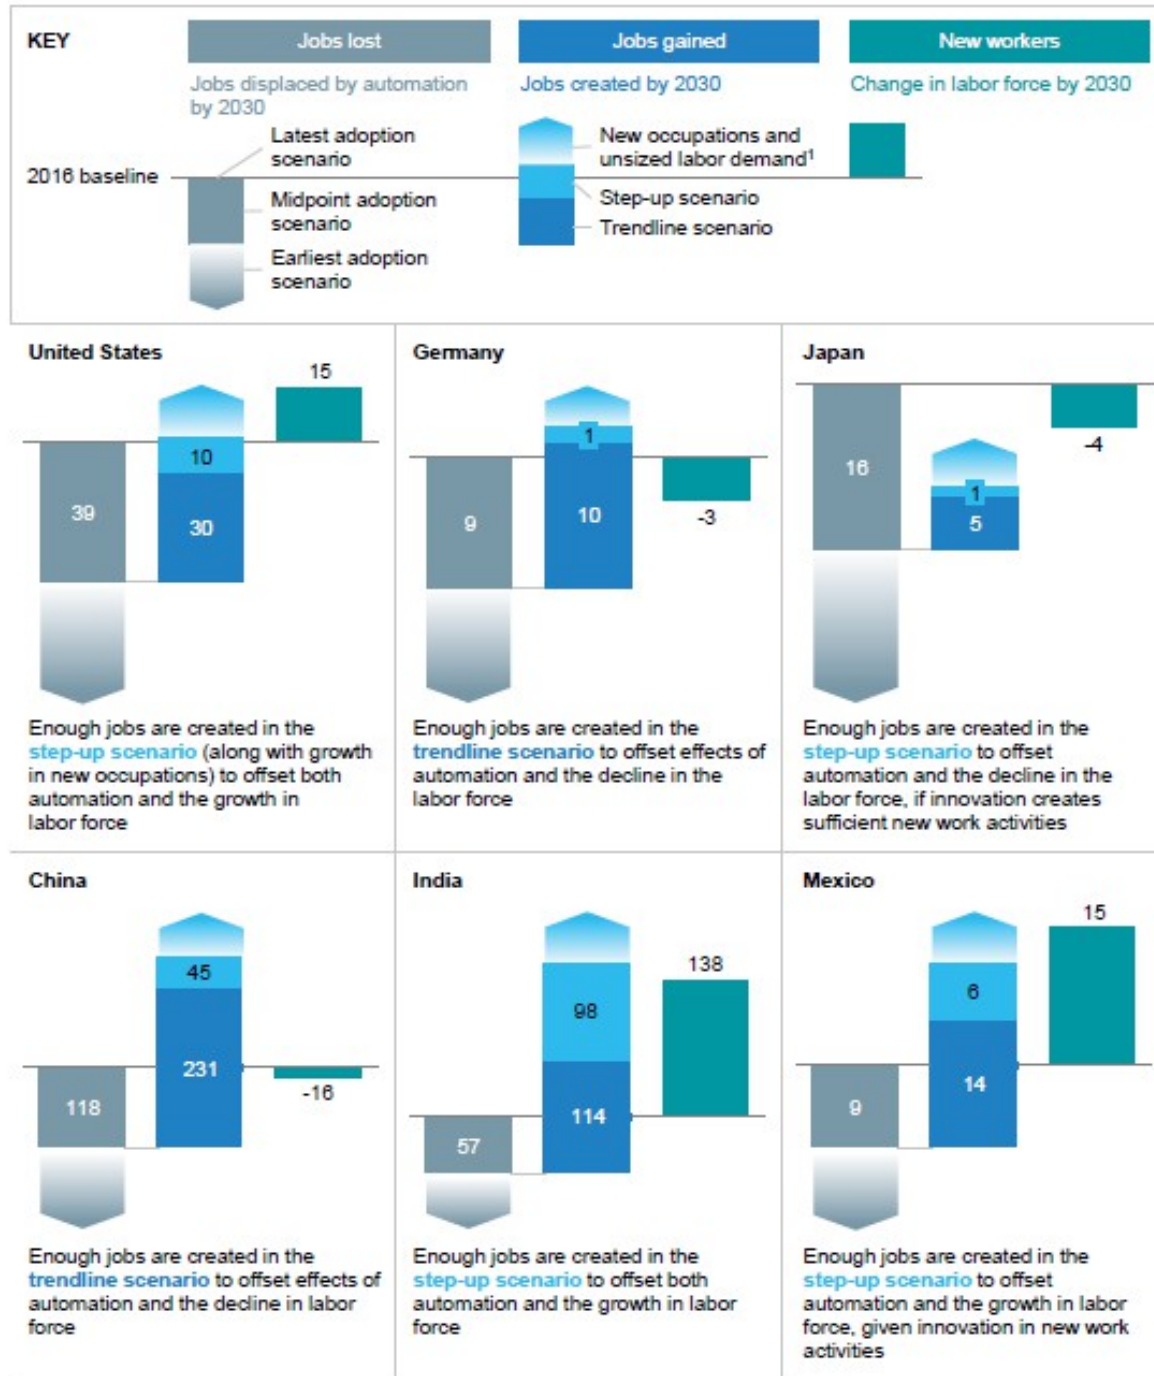 KEY
Jobs lost
Jobs gained
New workers
Jobs displaced by automation
by 2030
Jobs created by 2030
Change in labor force by 2030
Latest adoption
scenario
New occupations and
unsized labor demand¹
2016 baseline
Midpoint adoption
scenario
Step-up scenario
Trendline scenario
Earliest adoption
scenario
United States
15
10
39
30
Enough jobs are created in the
step-up scenario (along with growth
in new occupations) to offset both
automation and the growth in
labor force
Germany
1
9
10
-3
Enough jobs are created in the
trendline scenario to offset effects of
automation and the decline in the
labor force
Japan
16
-4
1
5
Enough jobs are created in the
step-up scenario to offset
automation and the decline in the
labor force, if innovation creates
sufficient new work activities
China
45
231
118
-16
Enough jobs are created in the
trendline scenario to offset effects of
automation and the decline in labor
force
India
138
98
114
57
Enough jobs are created in the
step-up scenario to offset both
automation and the growth in labor
force
Mexico
15
6
14
9
Enough jobs are created in the
step-up scenario to offset
automation and the growth in labor
force, given innovation in new work
activities